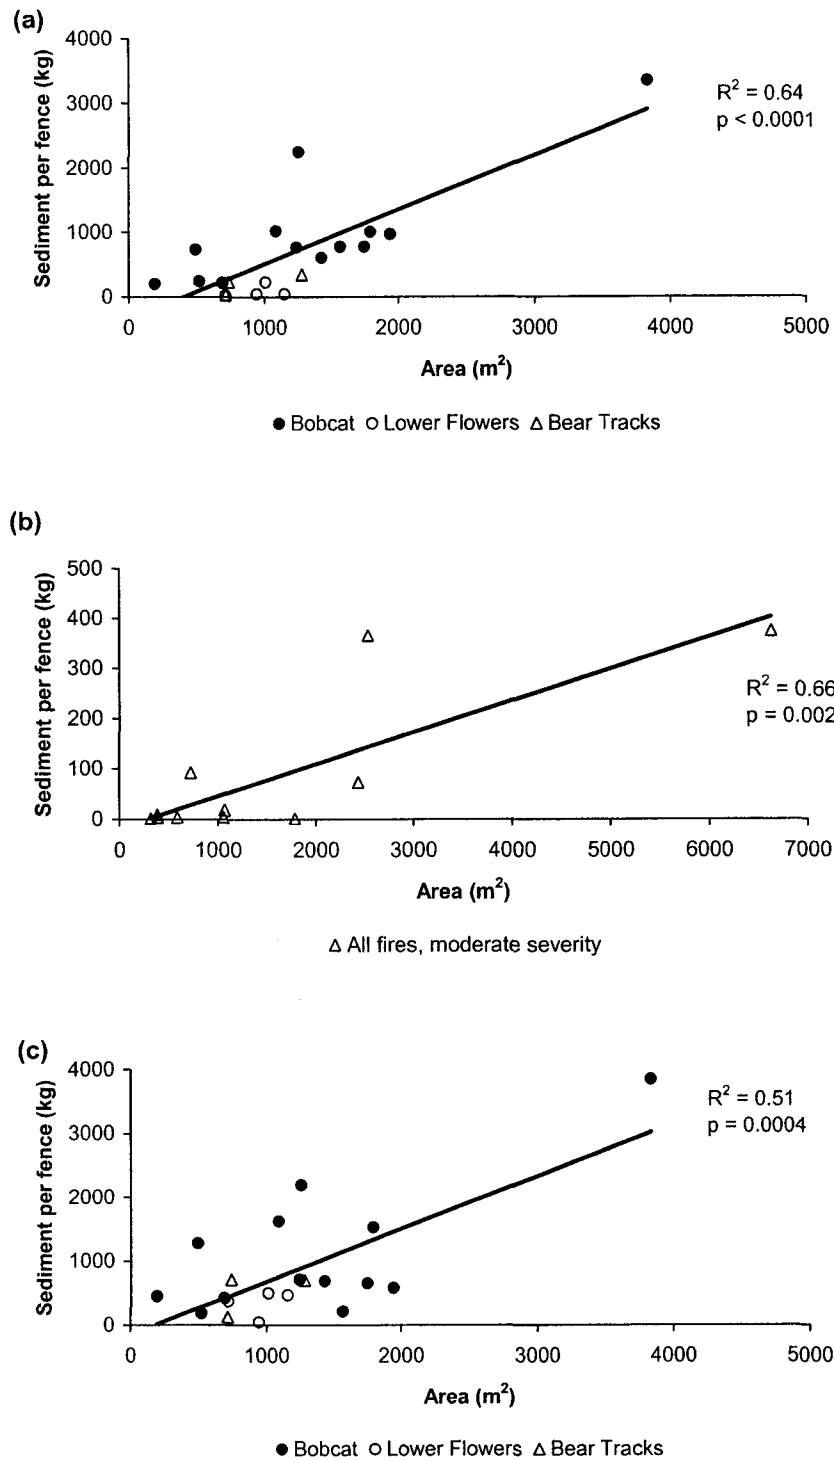 (a)
4000
3000
2000
1000
0
Sediment per fence (kg)
R² = 0.64
p < 0.0001
0 1000 2000 3000 4000 5000
Area (m²)
● Bobcat ○ Lower Flowers △ Bear Tracks
(b)
500
400
300
200
100
0
Sediment per fence (kg)
R² = 0.66
p = 0.002
0 1000 2000 3000 4000 5000 6000 7000
Area (m²)
△ All fires, moderate severity
(c)
4000
3000
2000
1000
0
Sediment per fence (kg)
R² = 0.51
p = 0.0004
0 1000 2000 3000 4000 5000
Area (m²)
● Bobcat ○ Lower Flowers △ Bear Tracks